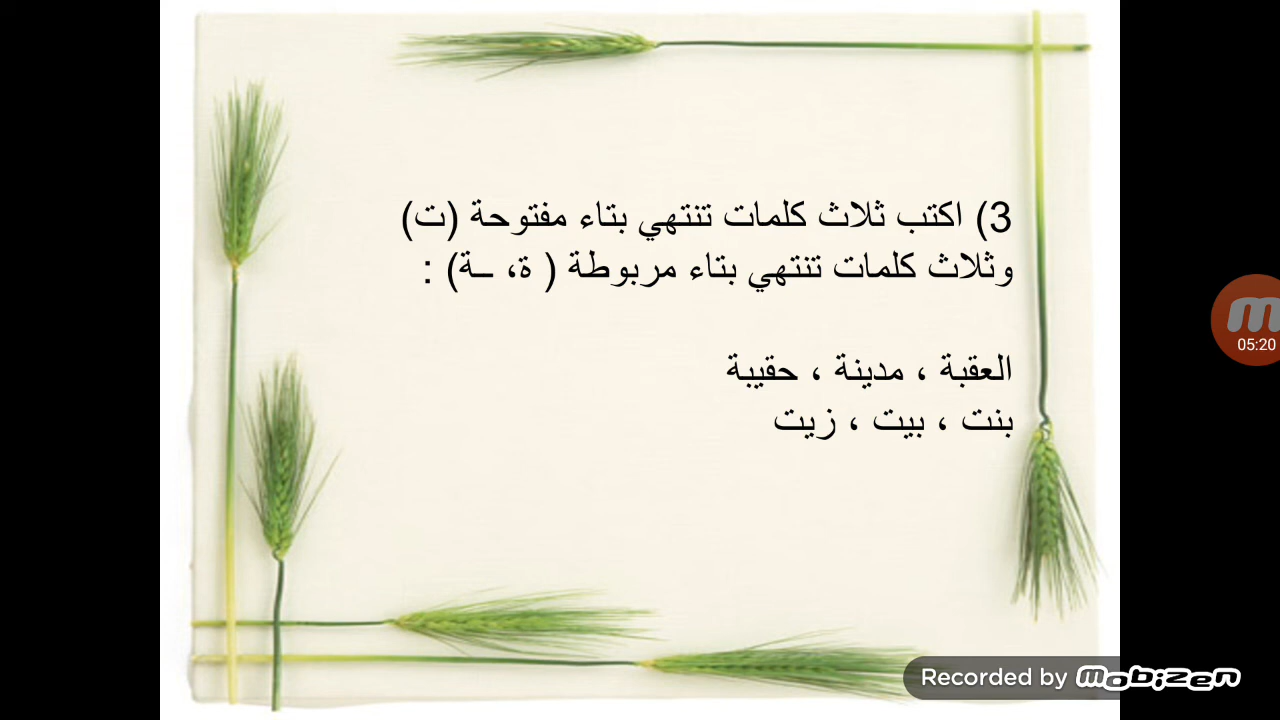 3) اكتب ثلاث كلمات تنتهي بتاء مفتوحة (ت)
وثلاث كلمات تنتهي بتاء مربوطة ( ة، ـة) :
العقبة ، مدينة ، حقيبة
بنت ، بيت ، زيت
m
05:20
Recorded by mobizen